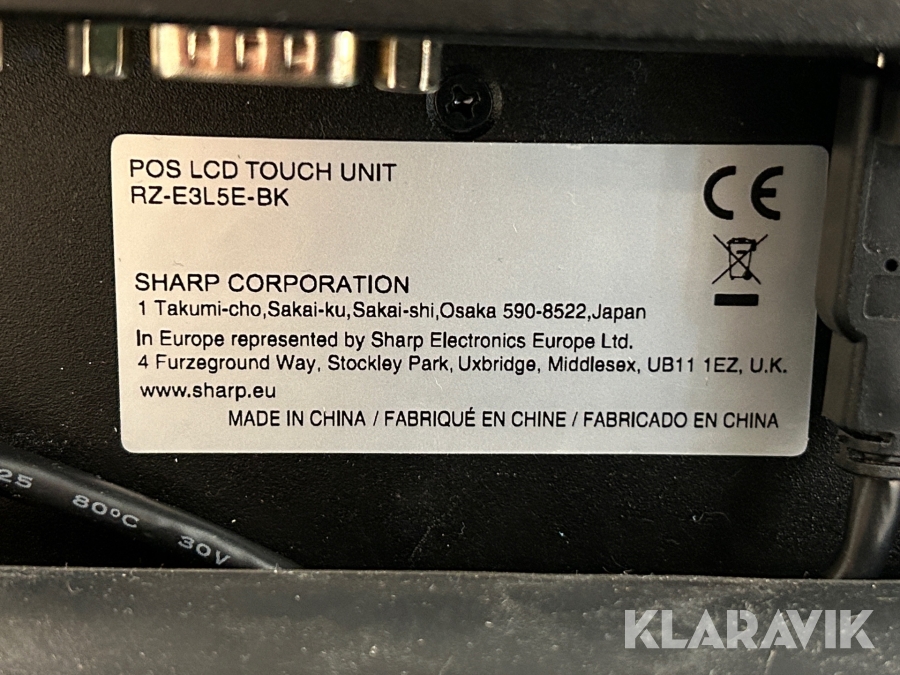 POS LCD TOUCH UNIT
RZ-E3L5E-BK
CE
SHARP CORPORATION
1 Takumi-cho,Sakai-ku,Sakai-shi,Osaka 590-8522,Japan
In Europe represented by Sharp Electronics Europe Ltd.
4 Furzeground Way, Stockley Park, Uxbridge, Middlesex, UB11 1EZ, U.K.
www.sharp.eu
MADE IN CHINA / FABRIQUÉ EN CHINE / FABRICADO EN CHINA
25 80°C 30V
KLARAVIK